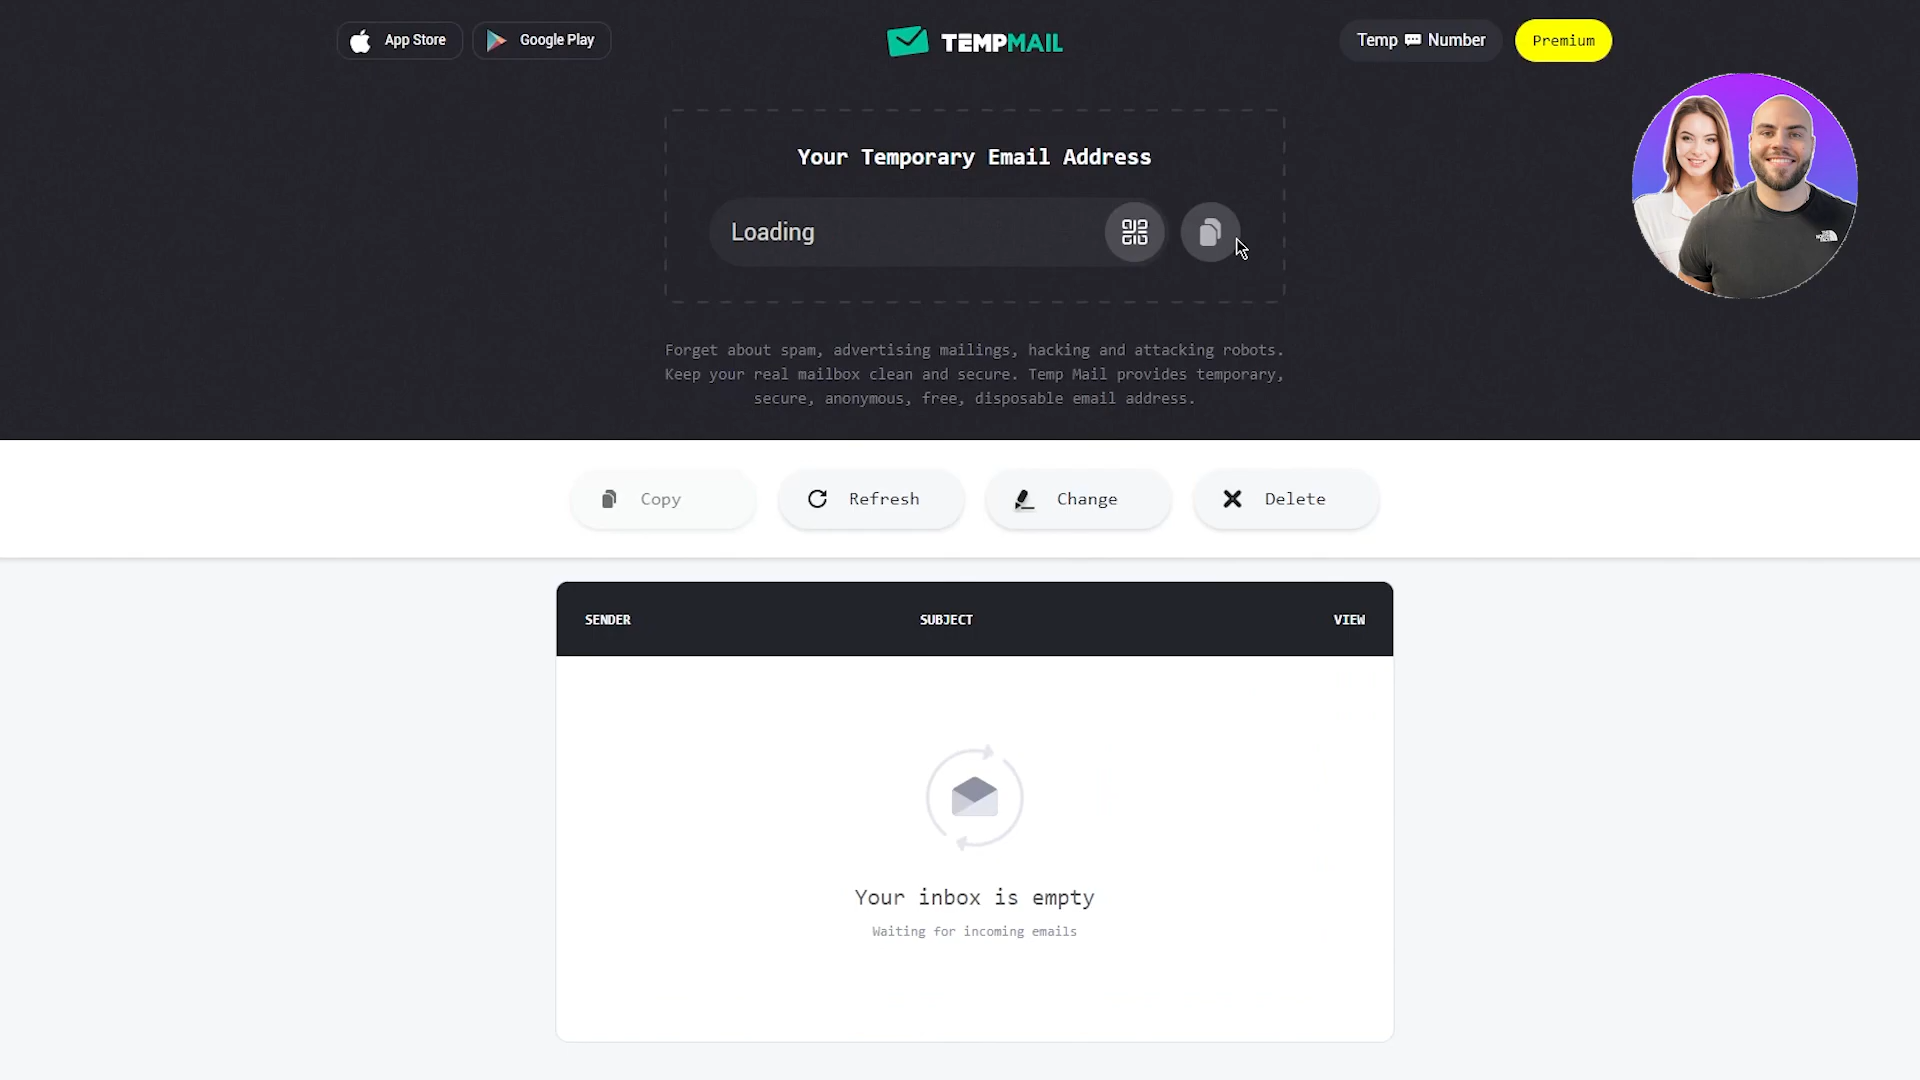 App Store
Google Play
TEMPMAIL
Temp Number
Premium
Your Temporary Email Address
Loading
Forget about spam, advertising mailings, hacking and attacking robots.
Keep your real mailbox clean and secure. Temp Mail provides temporary,
secure, anonymous, free, disposable email address.
Copy
Refresh
Change
Delete
SENDER
SUBJECT
VIEW
Your inbox is empty
Waiting for incoming emails